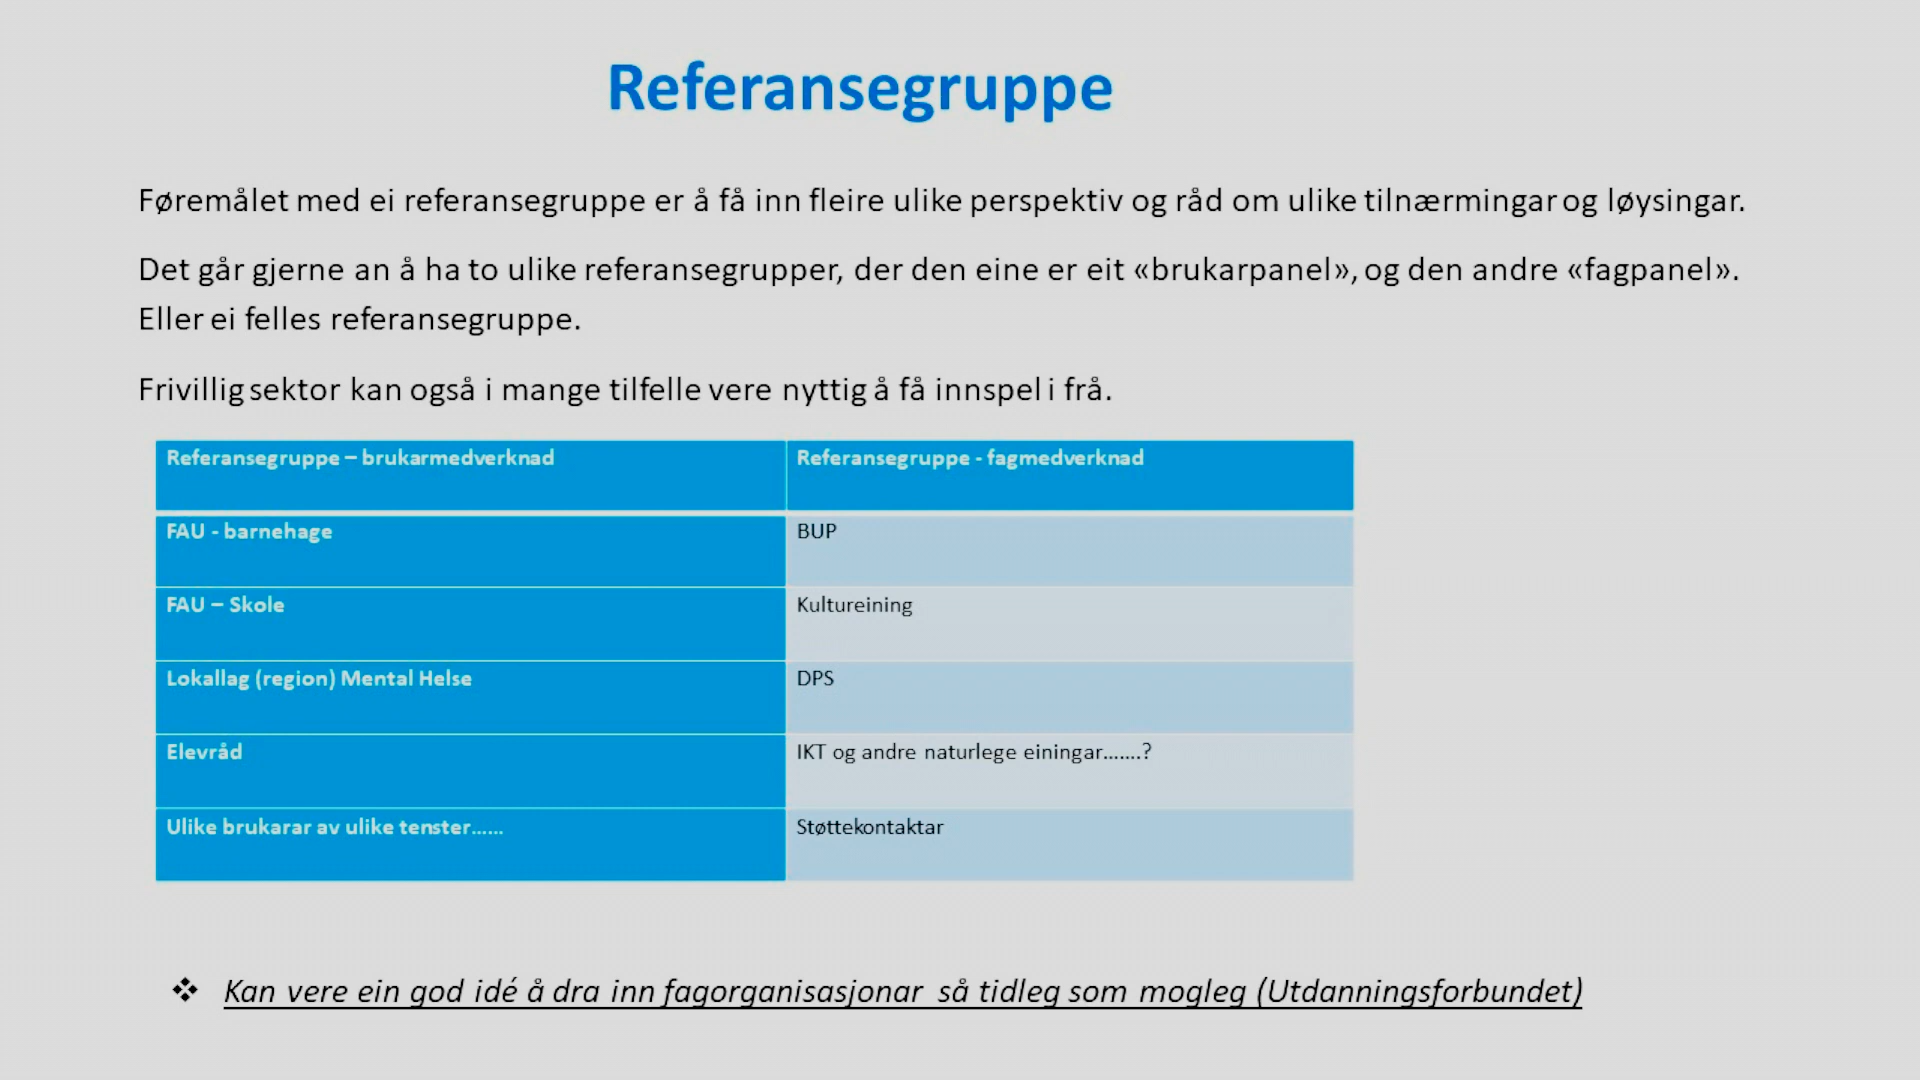 Referansegruppe
Føremålet med ei referansegruppe er å få inn fleire ulike perspektiv og råd om ulike tilnærmingar og løysingar.
Det går gjerne an å ha to ulike referansegrupper, der den eine er eit «brukarpanel», og den andre «fagpanel».
Eller ei felles referansegruppe.
Frivillig sektor kan også i mange tilfelle vere nyttig å få innspel i frå.
Referansegruppe – brukarmedverknad
Referansegruppe - fagmedverknad
FAU - barnehage
BUP
FAU – Skole
Kultureining
Lokallag (region) Mental Helse
DPS
Elevråd
IKT og andre naturlege einingar…….?
Ulike brukarar av ulike tenster……
Støttekontaktar
❖ Kan vere ein god idé å dra inn fagorganisasjonar så tidleg som mogleg (Utdanningsforbundet)